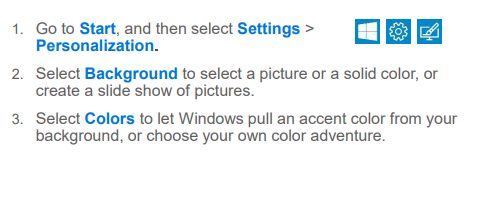 1. Go to Start, and then select Settings >
Personalization.
2. Select Background to select a picture or a solid color, or
create a slide show of pictures.
3. Select Colors to let Windows pull an accent color from your
background, or choose your own color adventure.